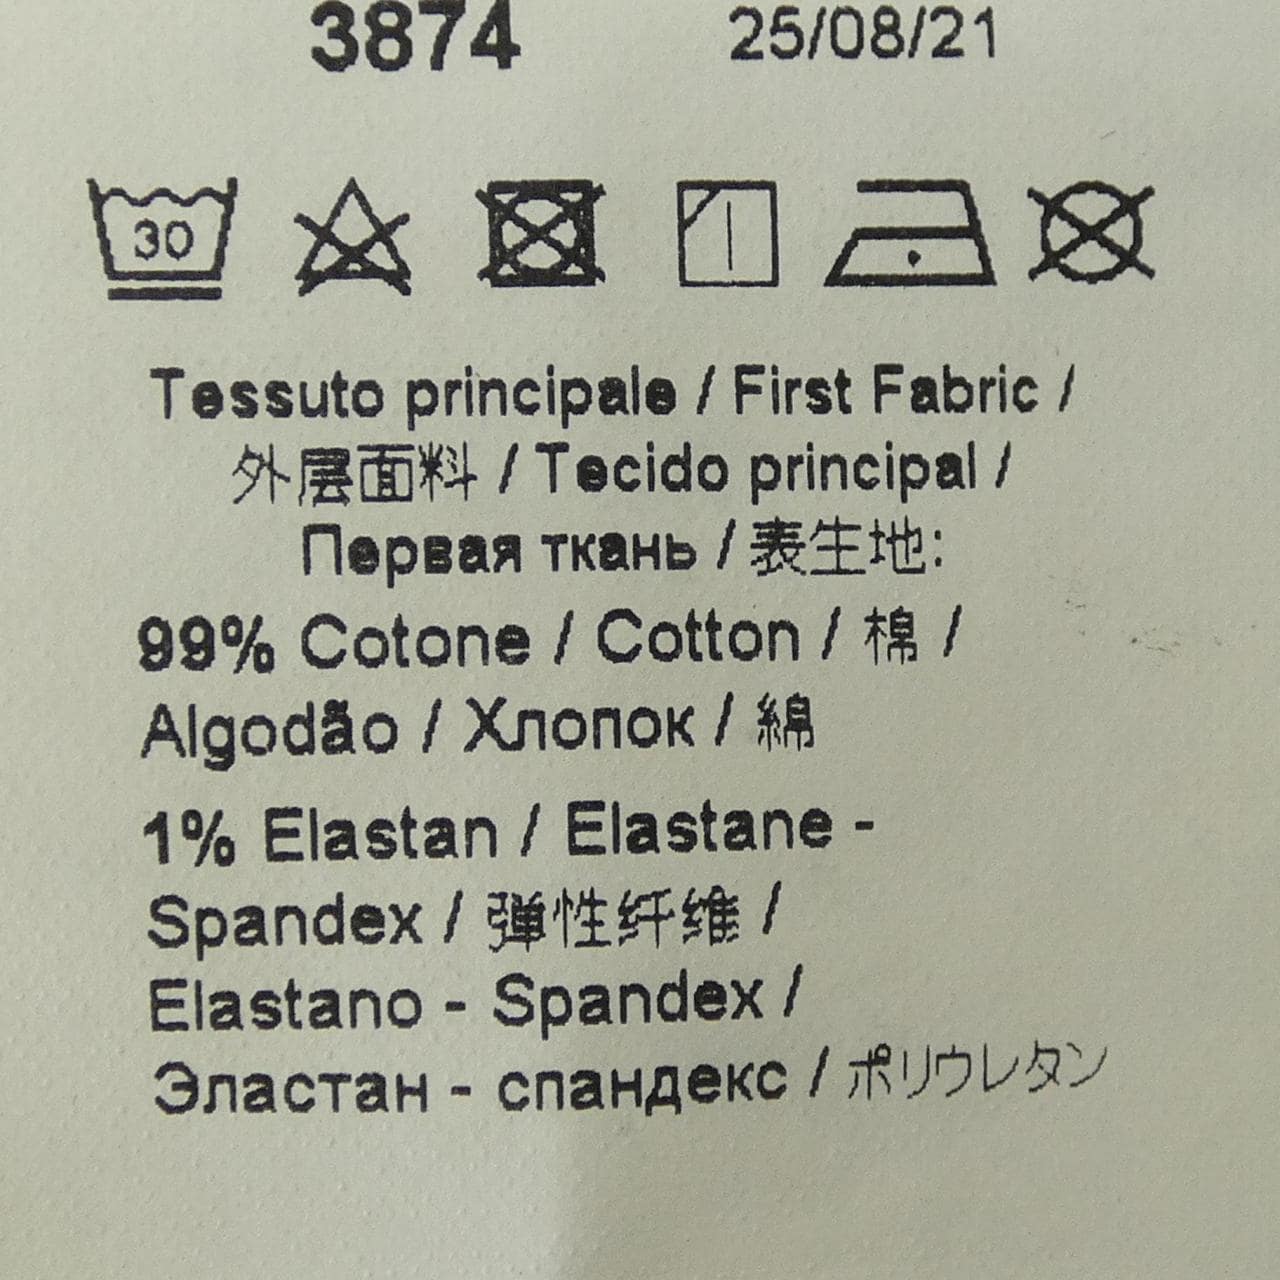 3874 25/08/21
30
Tessuto principale / First Fabric /
外层面料 / Tecido principal /
Первая ткань / 表生地:
99% Cotone / Cotton / 棉 /
Algodão / Хлопок / 綿
1% Elastan / Elastane -
Spandex / 弹性纤维 /
Elastano - Spandex /
Эластан - спандекс / ポリウレタン